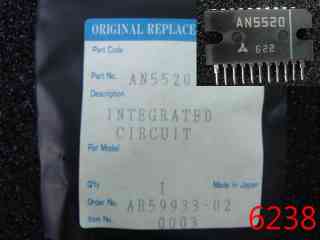 ORIGINAL REPLACE
Part Code
Part No. AN5520
Description
INTEGRATED
CIRCUIT
For Model
Q'ty 1 Made in Japan
Order No. AR59933-02
Item No. 0003
AN5520
622
6238